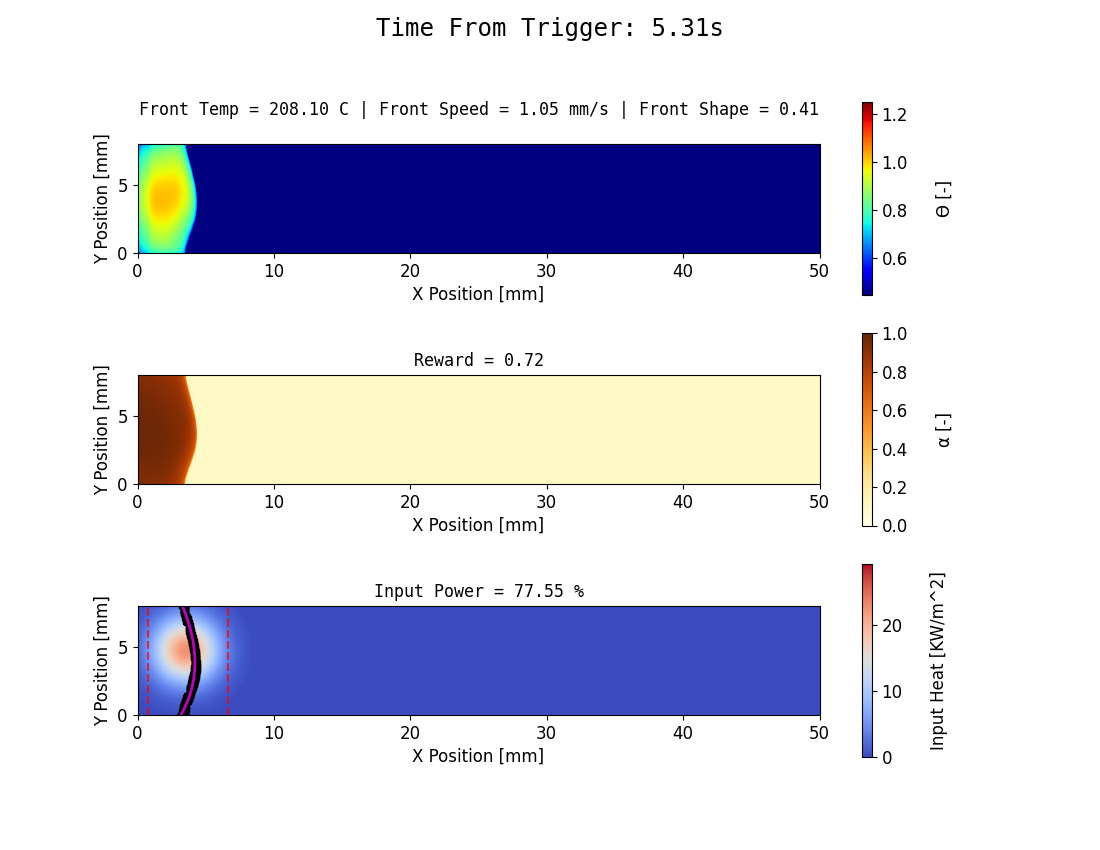 Time From Trigger: 5.31s
Front Temp = 208.10 C | Front Speed = 1.05 mm/s | Front Shape = 0.41
Y Position [mm]
5
0
0 10 20 30 40 50
X Position [mm]
1.2
1.0
0.8
0.6
Θ [-]
Reward = 0.72
Y Position [mm]
5
0
0 10 20 30 40 50
X Position [mm]
1.0
0.8
0.6
0.4
0.2
0.0
α [-]
Input Power = 77.55 %
Y Position [mm]
5
0
0 10 20 30 40 50
X Position [mm]
20
10
0
Input Heat [KW/m^2]